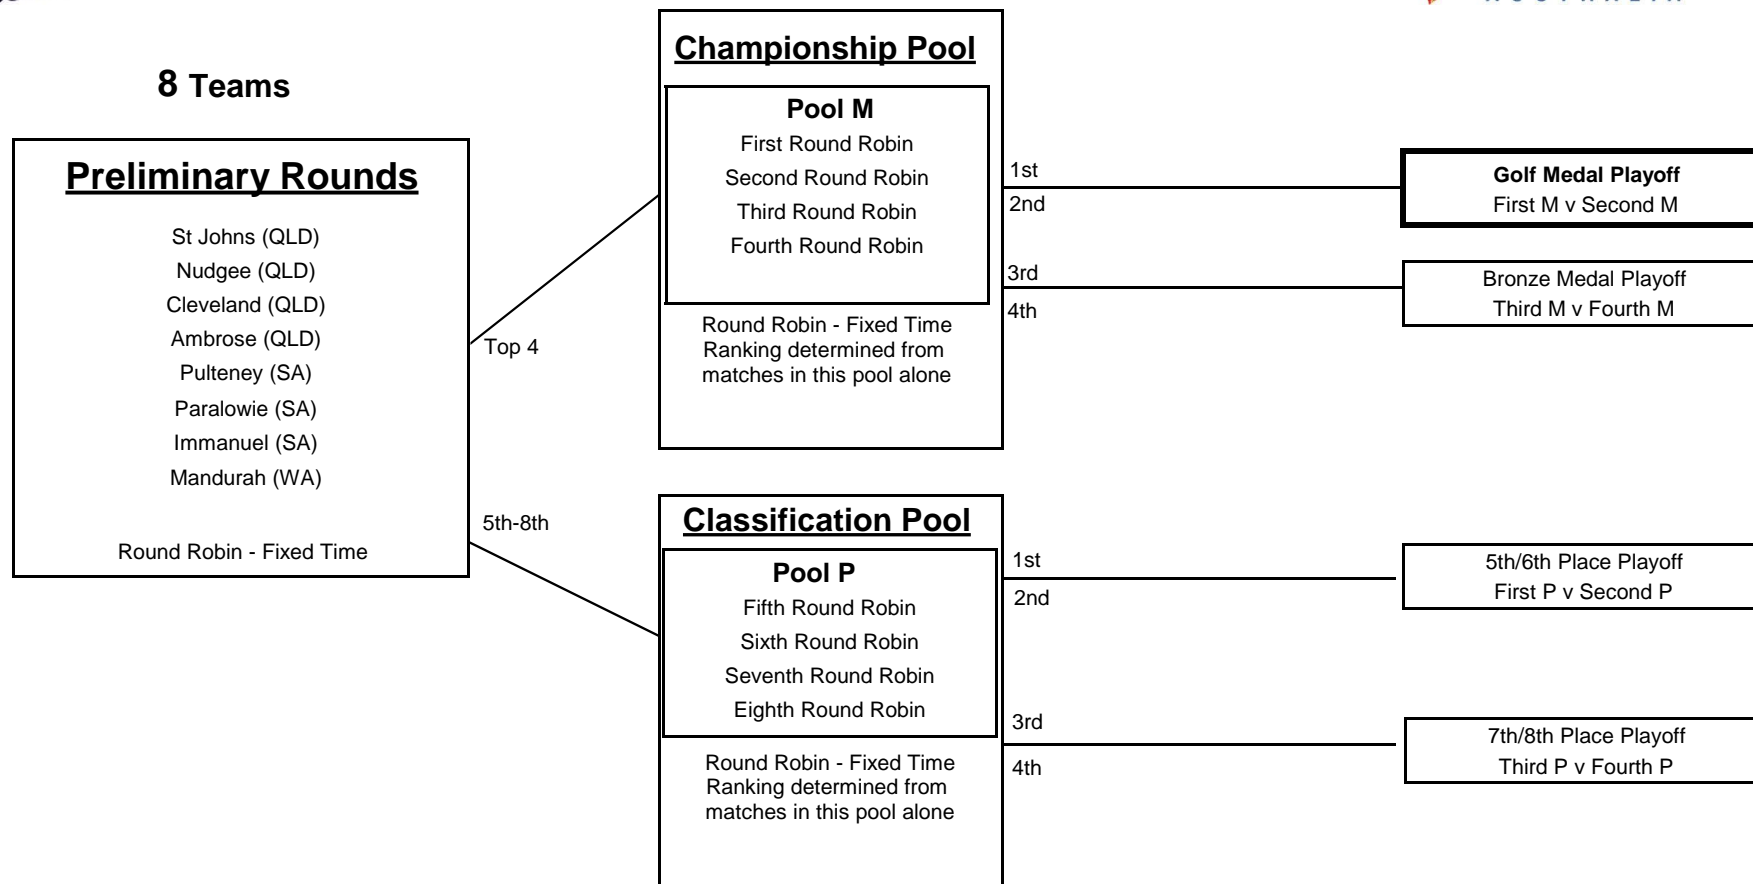 8 Teams
Preliminary Rounds
St Johns (QLD)
Nudgee (QLD)
Cleveland (QLD)
Ambrose (QLD)
Pulteney (SA)
Paralowie (SA)
Immanuel (SA)
Mandurah (WA)
Round Robin - Fixed Time
Top 4
5th-8th
Championship Pool
Pool M
First Round Robin
Second Round Robin
Third Round Robin
Fourth Round Robin
Round Robin - Fixed Time
Ranking determined from
matches in this pool alone
1st
2nd
3rd
4th
Golf Medal Playoff
First M v Second M
Bronze Medal Playoff
Third M v Fourth M
Classification Pool
Pool P
Fifth Round Robin
Sixth Round Robin
Seventh Round Robin
Eighth Round Robin
Round Robin - Fixed Time
Ranking determined from
matches in this pool alone
1st
2nd
3rd
4th
5th/6th Place Playoff
First P v Second P
7th/8th Place Playoff
Third P v Fourth P